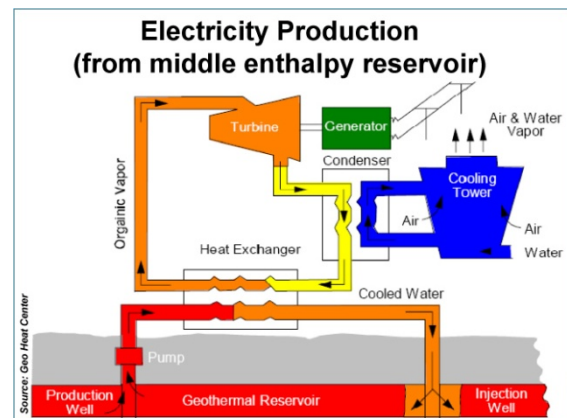 Electricity Production
(from middle enthalpy reservoir)
Turbine
Generator
Air & Water
Vapor
Condenser
Cooling
Tower
Air
Air
Water
Orgainic Vapor
Heat Exchanger
Cooled Water
Pump
Production
Well
Geothermal Reservoir
Injection
Well
Source: Geo Heat Center